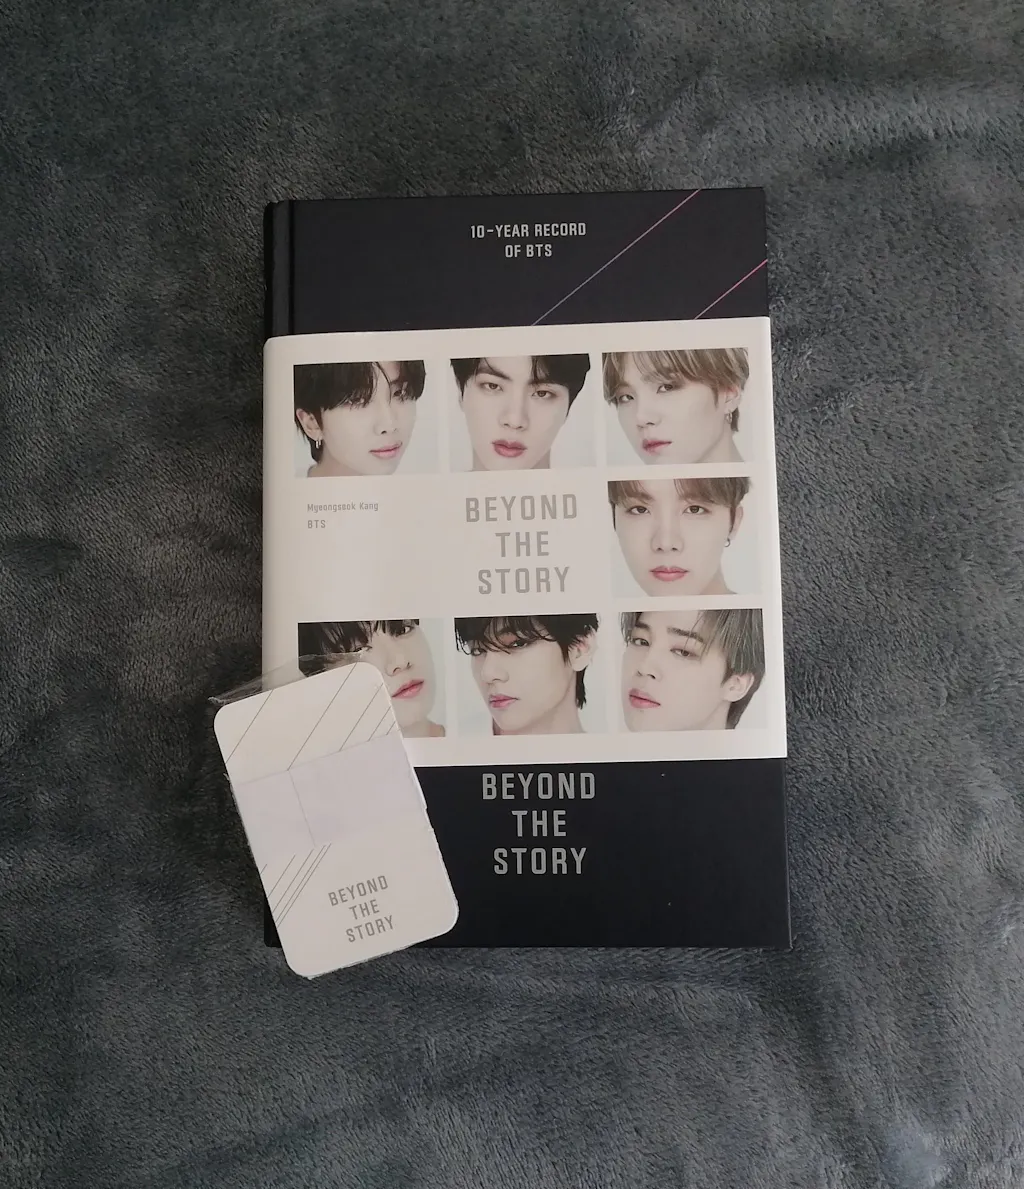 10-YEAR RECORD
OF BTS
Myeongseok Kang
BTS
BEYOND
THE
STORY
BEYOND
THE
STORY
BEYOND
THE
STORY